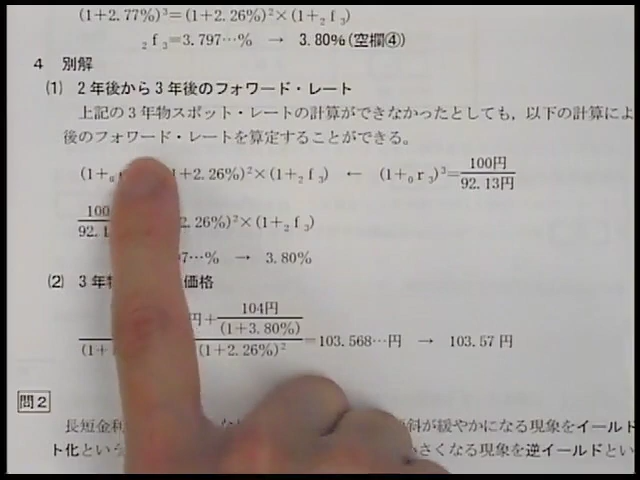 (1+2.77%)³=(1+2.26%)²×(1+₂f₃)
₂f₃=3.797…% → 3.80%(空欄④)
4 別解
(1) 2年後から3年後のフォワード・レート
上記の3年物スポット・レートの計算ができなかったとしても，以下の計算によ
後のフォワード・レートを算定することができる。
(1+₀ 1+2.26%)²×(1+₂f₃) ← (1+₀r₃)³=100円/92.13円
100 2.26%)²×(1+₂f₃)
92.1
97…% → 3.80%
(2) 3年 価格
円+104円/(1+3.80%)
(1+ (1+2.26%)² =103.568…円 → 103.57円
問2
長短金利 斜が緩やかになる現象をイールド
ト化という さくなる現象を逆イールドとい